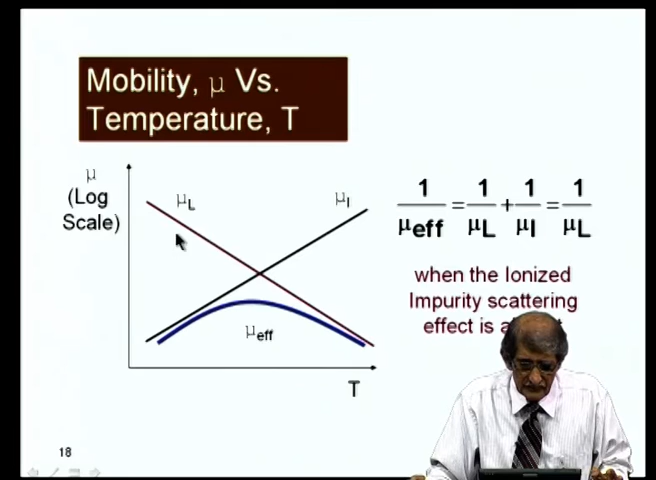 Mobility, μ Vs.
Temperature, T
μ
(Log
Scale)
μL
μI
μeff
T
1/μeff = 1/μL + 1/μI = 1/μL
when the Ionized
Impurity scattering
effect is
18